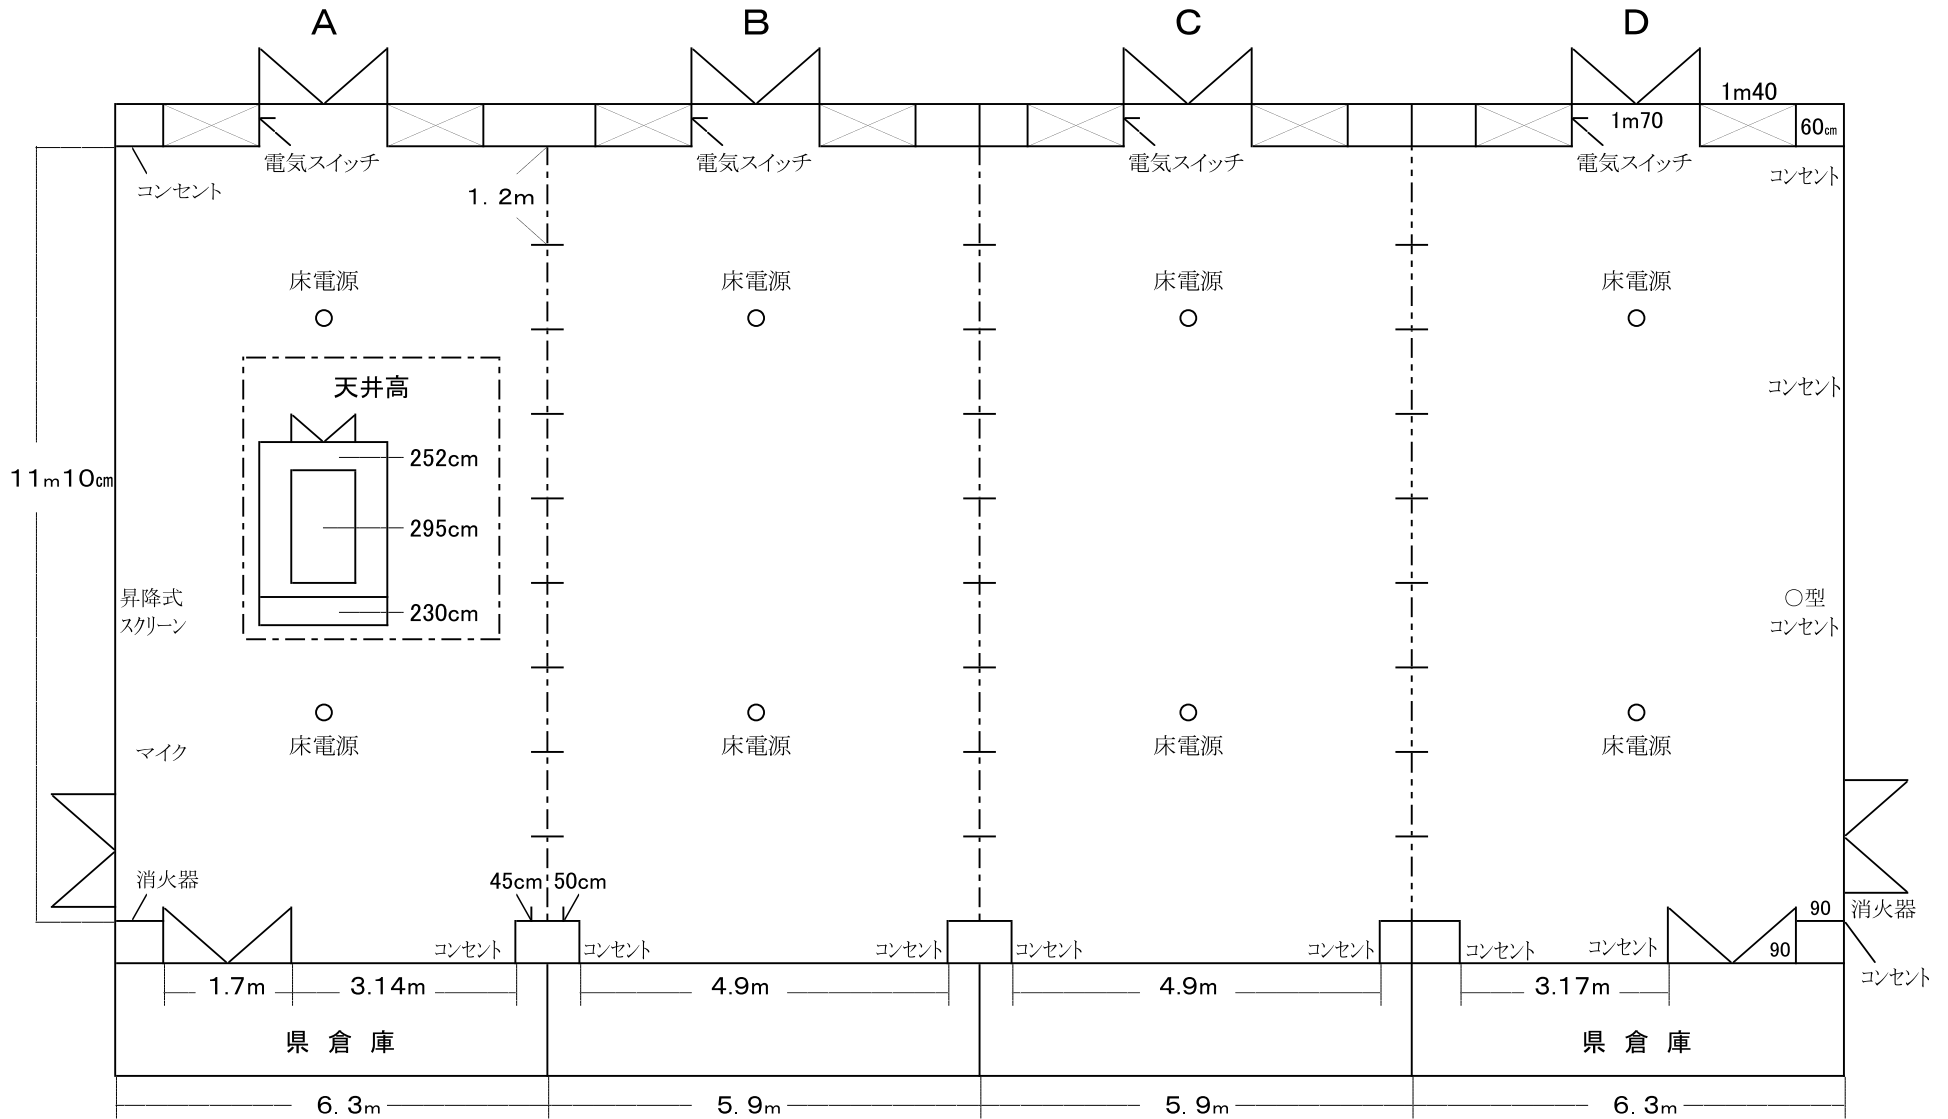 A
B
C
D
1m40
1m70
60㎝
電気スイッチ
電気スイッチ
電気スイッチ
電気スイッチ
コンセント
コンセント
1．2m
床電源
床電源
床電源
床電源
天井高
252cm
295cm
230cm
コンセント
11m10㎝
昇降式
スクリーン
○型
コンセント
マイク
床電源
床電源
床電源
床電源
消火器
45cm
50cm
90
消火器
コンセント
コンセント
コンセント
コンセント
コンセント
コンセント
コンセント
90
コンセント
1.7m
3.14m
4.9m
4.9m
3.17m
県倉庫
県倉庫
6.3m
5.9m
5.9m
6.3m